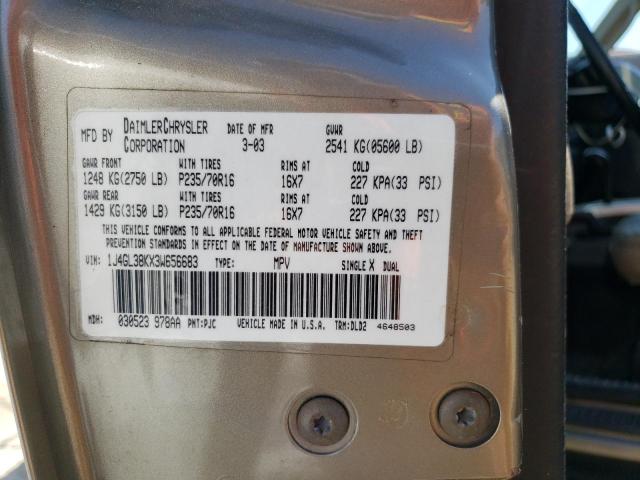 MFD BY DAIMLERCHRYSLER CORPORATION DATE OF MFR 3-03 GVWR 2541 KG(05600 LB)
GAWR FRONT WITH TIRES RIMS AT COLD
1248 KG(2750 LB) P235/70R16 16X7 227 KPA(33 PSI)
GAWR REAR WITH TIRES RIMS AT COLD
1429 KG(3150 LB) P235/70R16 16X7 227 KPA(33 PSI)
THIS VEHICLE CONFORMS TO ALL APPLICABLE FEDERAL MOTOR VEHICLE SAFETY AND THEFT
PREVENTION STANDARDS IN EFFECT ON THE DATE OF MANUFACTURE SHOWN ABOVE.
VIN: 1J4GL38KX3W656683 TYPE: MPV SINGLE X DUAL
MDH: 030523 978AA PNT:PJC VEHICLE MADE IN U.S.A. TRM:DLD2 4648503